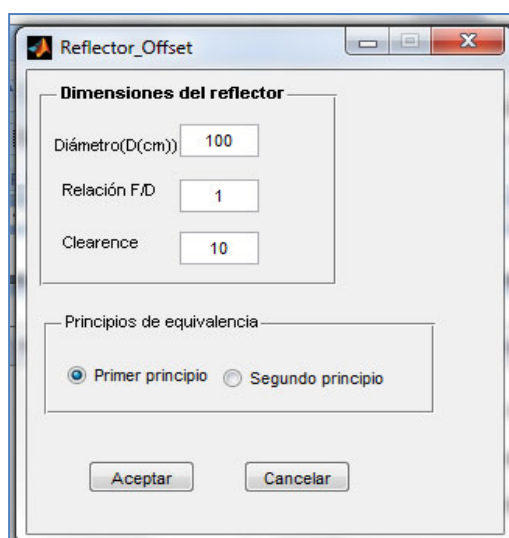 Reflector_Offset
Dimensiones del reflector
Diámetro(D(cm)) 100
Relación F/D 1
Clearence 10
Principios de equivalencia
Primer principio Segundo principio
Aceptar Cancelar